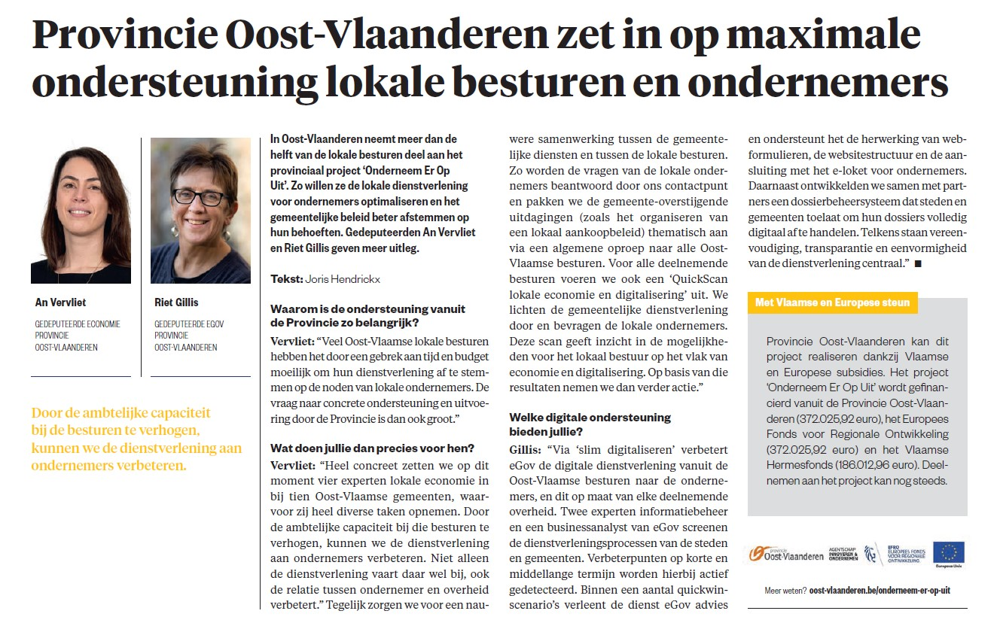 Provincie Oost-Vlaanderen zet in op maximale
ondersteuning lokale besturen en ondernemers
An Vervliet
GEDEPUTEERDE ECONOMIE
PROVINCIE
OOST-VLAANDEREN
Riet Gillis
GEDEPUTEERDE EGOV
PROVINCIE
OOST-VLAANDEREN
Door de ambtelijke capaciteit
bij de besturen te verhogen,
kunnen we de dienstverlening aan
ondernemers verbeteren.
In Oost-Vlaanderen neemt meer dan de
helft van de lokale besturen deel aan het
provinciaal project ‘Onderneem Er Op
Uit’. Zo willen ze de lokale dienstverlening
voor ondernemers optimaliseren en het
gemeentelijke beleid beter afstemmen op
hun behoeften. Gedeputeerden An Vervliet
en Riet Gillis geven meer uitleg.
Tekst: Joris Hendrickx
Waarom is de ondersteuning vanuit
de Provincie zo belangrijk?
Vervliet: “Veel Oost-Vlaamse lokale besturen
hebben het door een gebrek aan tijd en budget
moeilijk om hun dienstverlening af te stem-
men op de noden van lokale ondernemers. De
vraag naar concrete ondersteuning en uitvoe-
ring door de Provincie is dan ook groot.”
Wat doen jullie dan precies voor hen?
Vervliet: “Heel concreet zetten we op dit
moment vier experten lokale economie in
bij tien Oost-Vlaamse gemeenten, waar-
voor zij heel diverse taken opnemen. Door
de ambtelijke capaciteit bij die besturen te
verhogen, kunnen we de dienstverlening
aan ondernemers verbeteren. Niet alleen
de dienstverlening vaart daar wel bij, ook
de relatie tussen ondernemer en overheid
verbetert.” Tegelijk zorgen we voor een nau-
were samenwerking tussen de gemeente-
lijke diensten en tussen de lokale besturen.
Zo worden de vragen van de lokale onder-
nemers beantwoord door ons contactpunt
en pakken we de gemeente-overstijgende
uitdagingen (zoals het organiseren van
een lokaal aankoopbeleid) thematisch aan
via een algemene oproep naar alle Oost-
Vlaamse besturen. Voor alle deelnemende
besturen voeren we ook een ‘QuickScan
lokale economie en digitalisering’ uit. We
lichten de gemeentelijke dienstverlening
door en bevragen de lokale ondernemers.
Deze scan geeft inzicht in de mogelijkhe-
den voor het lokaal bestuur op het vlak van
economie en digitalisering. Op basis van die
resultaten nemen we dan verder actie.”
Welke digitale ondersteuning
bieden jullie?
Gillis: “Via ‘slim digitaliseren’ verbetert
eGov de digitale dienstverlening vanuit de
Oost-Vlaamse besturen naar de onderne-
mers, en dit op maat van elke deelnemende
overheid. Twee experten informatiebeheer
en een businessanalyst van eGov screenen
de dienstverleningsprocessen van de steden
en gemeenten. Verbeterpunten op korte en
middellange termijn worden hierbij actief
gedetecteerd. Binnen een aantal quickwin-
scenario’s verleent de dienst eGov advies
en ondersteunt het de herwerking van web-
formulieren, de websitestructuur en de aan-
sluiting met het e-loket voor ondernemers.
Daarnaast ontwikkelden we samen met part-
ners een dossierbeheersysteem dat steden en
gemeenten toelaat om hun dossiers volledig
digitaal af te handelen. Telkens staan vereen-
voudiging, transparantie en eenvormigheid
van de dienstverlening centraal.” ■
Met Vlaamse en Europese steun
Provincie Oost-Vlaanderen kan dit
project realiseren dankzij Vlaamse
en Europese subsidies. Het project
‘Onderneem Er Op Uit’ wordt gefinan-
cierd vanuit de Provincie Oost-Vlaan-
deren (372.025,92 euro), het Europees
Fonds voor Regionale Ontwikkeling
(372.025,92 euro) en het Vlaamse
Hermesfonds (186.012,96 euro). Deel-
nemen aan het project kan nog steeds.
provincie
Oost-Vlaanderen
AGENTSCHAP
INNOVEREN &
ONDERNEMEN
EFRO
EUROPEES FONDS
VOOR REGIONALE
ONTWIKKELING
Europese Unie
Meer weten? oost-vlaanderen.be/onderneem-er-op-uit